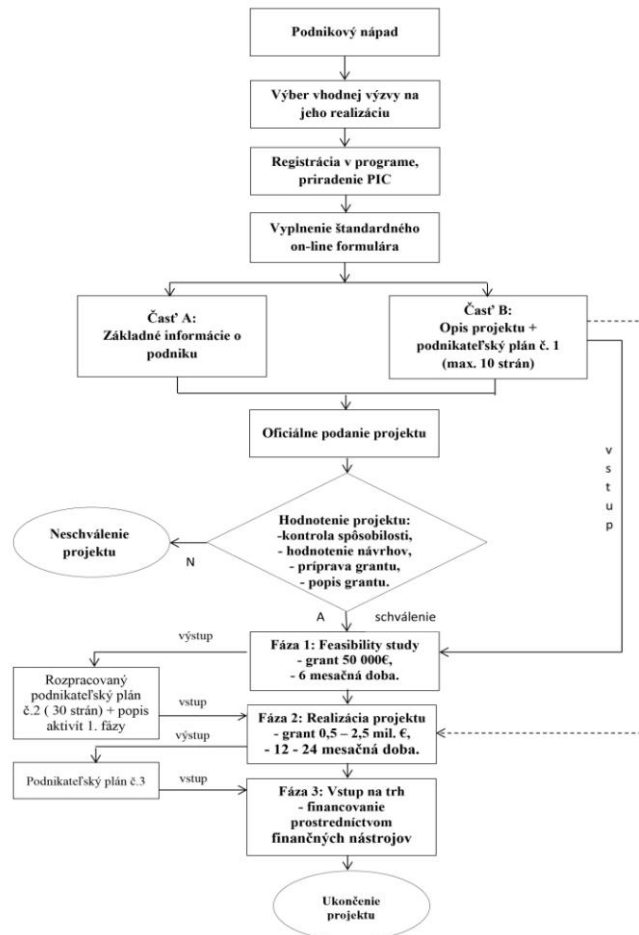 Podnikový nápad
Výber vhodnej výzvy na
jeho realizáciu
Registrácia v programe,
priradenie PIC
Vyplnenie štandardného
on-line formulára
Časť A:
Základné informácie o
podniku
Časť B:
Opis projektu +
podnikateľský plán č. 1
(max. 10 strán)
Oficiálne podanie projektu
vstup
Hodnotenie projektu:
-kontrola spôsobilosti,
- hodnotenie návrhov,
- príprava grantu,
- popis grantu.
Neschválenie
projektu
N
A
schválenie
Fáza 1: Feasibility study
- grant 50 000€,
- 6 mesačná doba.
výstup
Rozpracovaný
podnikateľský plán
č.2 ( 30 strán) + popis
aktivít 1. fázy
vstup
Fáza 2: Realizácia projektu
- grant 0,5 – 2,5 mil. €,
- 12 - 24 mesačná doba.
výstup
Podnikateľský plán č.3
vstup
Fáza 3: Vstup na trh
- financovanie
prostredníctvom
finančných nástrojov
Ukončenie
projektu